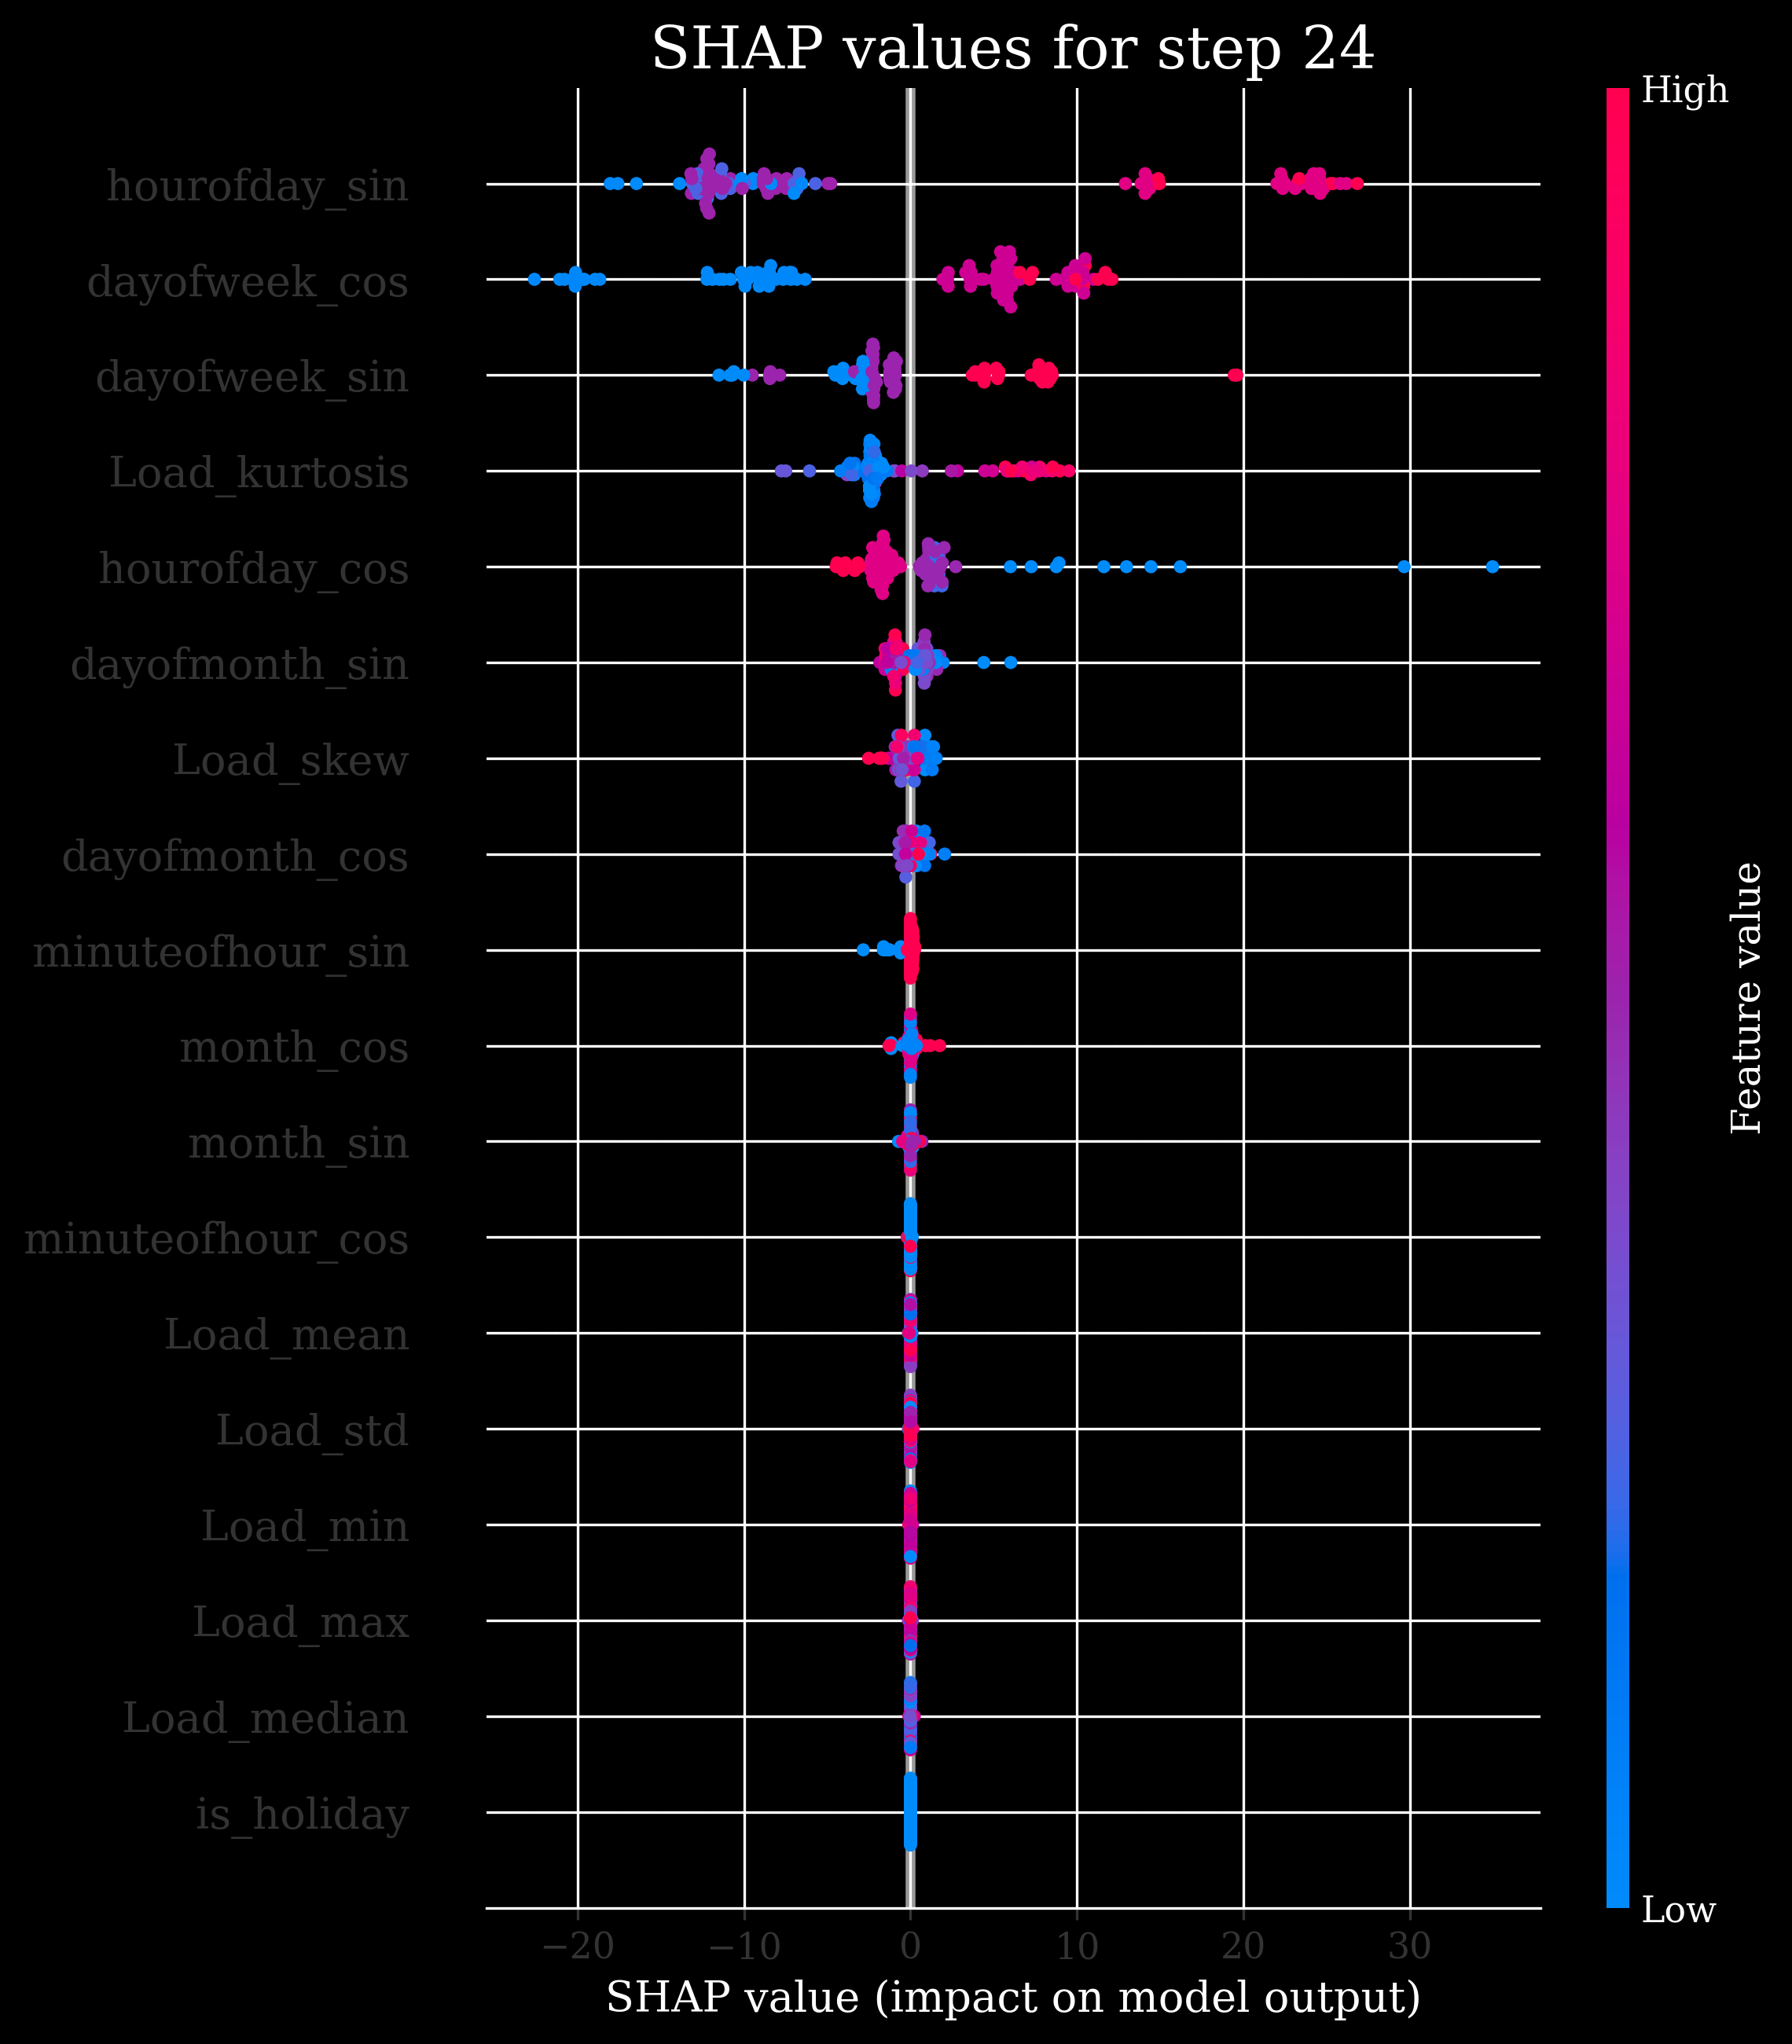 SHAP values for step 24
High
hourofday_sin
dayofweek_cos
dayofweek_sin
Load_kurtosis
hourofday_cos
dayofmonth_sin
Load_skew
dayofmonth_cos
minuteofhour_sin
month_cos
month_sin
minuteofhour_cos
Load_mean
Load_std
Load_min
Load_max
Load_median
is_holiday
Feature value
Low
−20 −10 0 10 20 30
SHAP value (impact on model output)